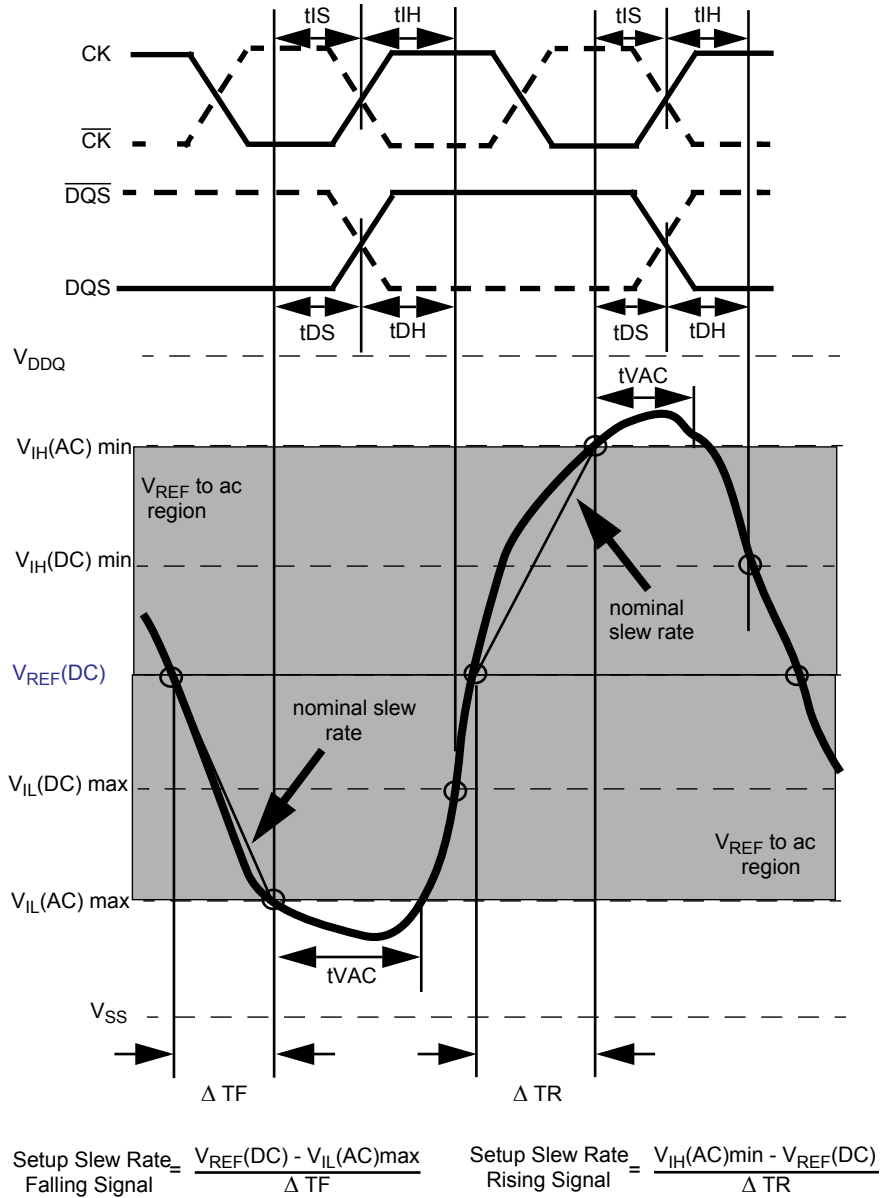 tIS tIH tIS tIH
CK
CK
DQS
DQS
tDS tDH tDS tDH
VDDQ
tVAC
VIH(AC) min
VREF to ac
region
VIH(DC) min
nominal
slew rate
VREF(DC)
nominal slew
rate
VIL(DC) max
VREF to ac
region
VIL(AC) max
tVAC
VSS
Δ TF Δ TR
Setup Slew Rate
Falling Signal
=
VREF(DC) - VIL(AC)max
Δ TF
Setup Slew Rate
Rising Signal
=
VIH(AC)min - VREF(DC)
Δ TR